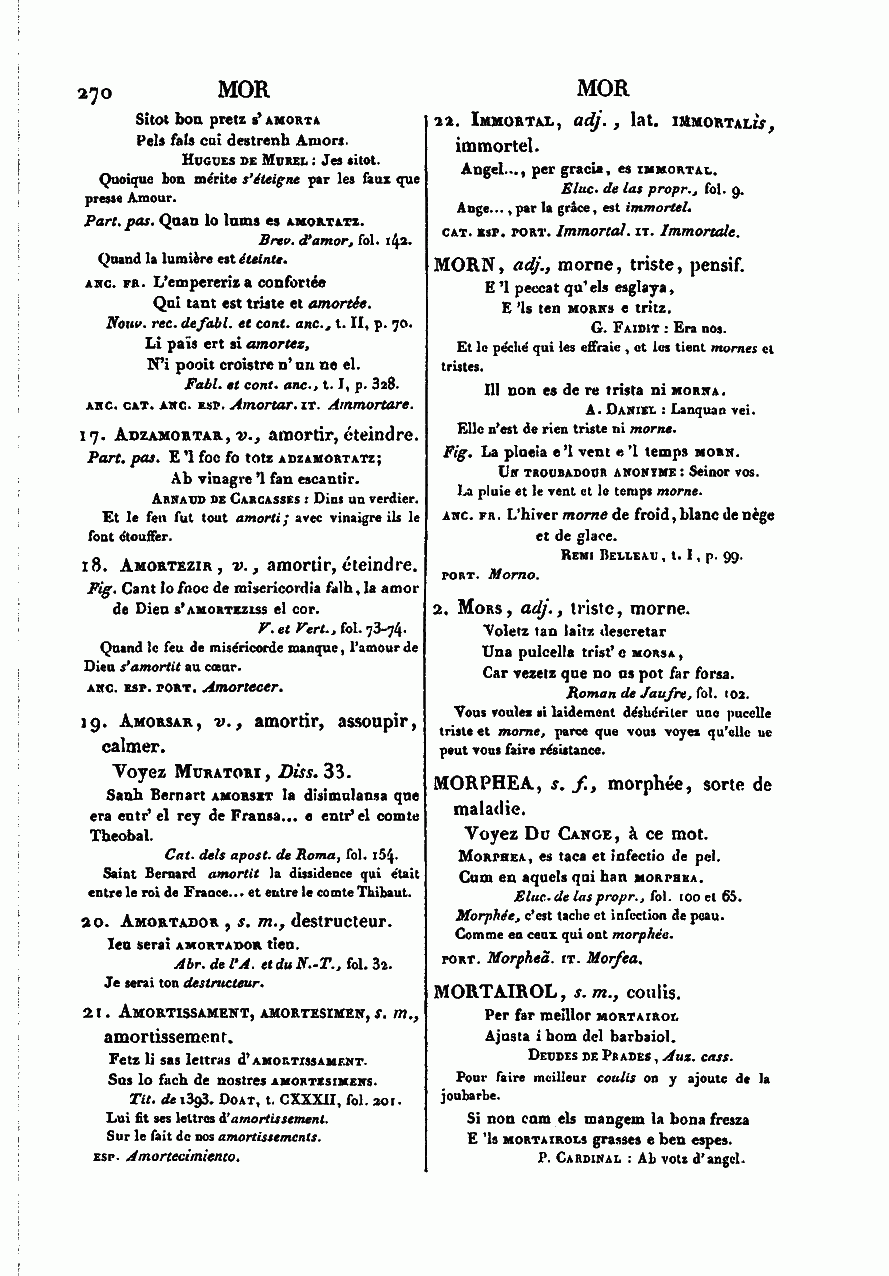 270 MOR MOR
Sitot bon pretz s'AMORTA
Pels fals cui destrenh Amors.
HUGUES DE MUREL : Jes sitot.
Quoique bon mérite s'éteigne par les faux que
presse Amour.
Part. pas. Quan lo lums es AMORTATZ.
Brev. d'amor, fol. 142.
Quand la lumière est éteinte.
ANC. FR. L'empereriz a confortée
Qui tant est triste et amortée.
Nouv. rec. de fabl. et cont. anc., t. II, p. 70.
Li païs ert si amortez,
N'i pooit croistre n'un ne el.
Fabl. et cont. anc., t. I, p. 328.
ANC. CAT. ANC. ESP. Amortar. IT. Ammortare.
17. ADZAMORTAR, v., amortir, éteindre.
Part. pas. E 'l foc fo totz ADZAMORTATZ;
Ab vinagre 'l fan escantir.
ARNAUD DE CARCASSES : Dins un verdier.
Et le feu fut tout amorti; avec vinaigre ils le
font étouffer.
18. AMORTEZIR, v., amortir, éteindre.
Fig. Cant lo fuoc de misericordia falh, la amor
de Dieu s'AMORTEZISS el cor.
V. et Vert., fol. 73-74.
Quand le feu de miséricorde manque, l'amour de
Dieu s'amortit au cœur.
ANC. ESP. PORT. Amortecer.
19. AMORSAR, v., amortir, assoupir,
calmer.
Voyez MURATORI, Diss. 33.
Sanh Bernart AMORSET la disimulansa que
era entr' el rey de Fransa... e entr' el comte
Theobal.
Cat. dels apost. de Roma, fol. 154.
Saint Bernard amortit la dissidence qui était
entre le roi de France... et entre le comte Thibaut.
20. AMORTADOR, s. m., destructeur.
Ieu serai AMORTADOR tieu.
Abr. de l'A. et du N.-T., fol. 32.
Je serai ton destructeur.
21. AMORTISSAMENT, AMORTESIMEN, s. m.,
amortissement.
Fetz li sas lettras d'AMORTISSAMENT.
Sus lo fach de nostres AMORTESIMENS.
Tit. de 1393. DOAT, t. CXXXII, fol. 201.
Lui fit ses lettres d'amortissement.
Sur le fait de nos amortissements.
ESP. Amortecimiento.
22. IMMORTAL, adj., lat. IMMORTALis,
immortel.
Angel..., per gracia, es IMMORTAL.
Eluc. de las propr., fol. 9.
Ange..., par la grâce, est immortel.
CAT. ESP. PORT. Immortal. IT. Immortale.
MORN, adj., morne, triste, pensif.
E 'l peccat qu'els esglaya,
E 'ls ten MORNS e tritz.
G. FAIDIT : Era nos.
Et le péché qui les effraie, et les tient mornes et
tristes.
Ill non es de re trista ni MORNA.
A. DANIEL : Lanquan vei.
Elle n'est de rien triste ni morne.
Fig. La plueia e 'l vent e 'l temps MORN.
UN TROUBADOUR ANONYME : Seinor vos.
La pluie et le vent et le temps morne.
ANC. FR. L'hiver morne de froid, blanc de nège
et de glace.
REMI BELLEAU, t. I, p. 99.
PORT. Morno.
2. MORS, adj., triste, morne.
Voletz tan laitz descretar
Una pulcella trist' e MORSA,
Car vezetz que no us pot far forsa.
Roman de Jaufre, fol. 102.
Vous voulez si laidement déshériter une pucelle
triste et morne, parce que vous voyez qu'elle ne
peut vous faire résistance.
MORPHEA, s. f., morphée, sorte de
maladie.
Voyez DU CANGE, à ce mot.
MORPHEA, es taca et infectio de pel.
Cum en aquels qui han MORPHEA.
Eluc. de las propr., fol. 100 et 65.
Morphée, c'est tache et infection de peau.
Comme en ceux qui ont morphée.
PORT. Morpheã. IT. Morfea.
MORTAIROL, s. m., coulis.
Per far meillor MORTAIROL
Ajusta i hom del barbaiol.
DEUDES DE PRADES, Auz. cass.
Pour faire meilleur coulis on y ajoute de la
joubarbe.
Si non cum els mangem la bona fresza
E 'ls MORTAIROLS grasses e ben espes.
P. CARDINAL : Ab votz d'angel.